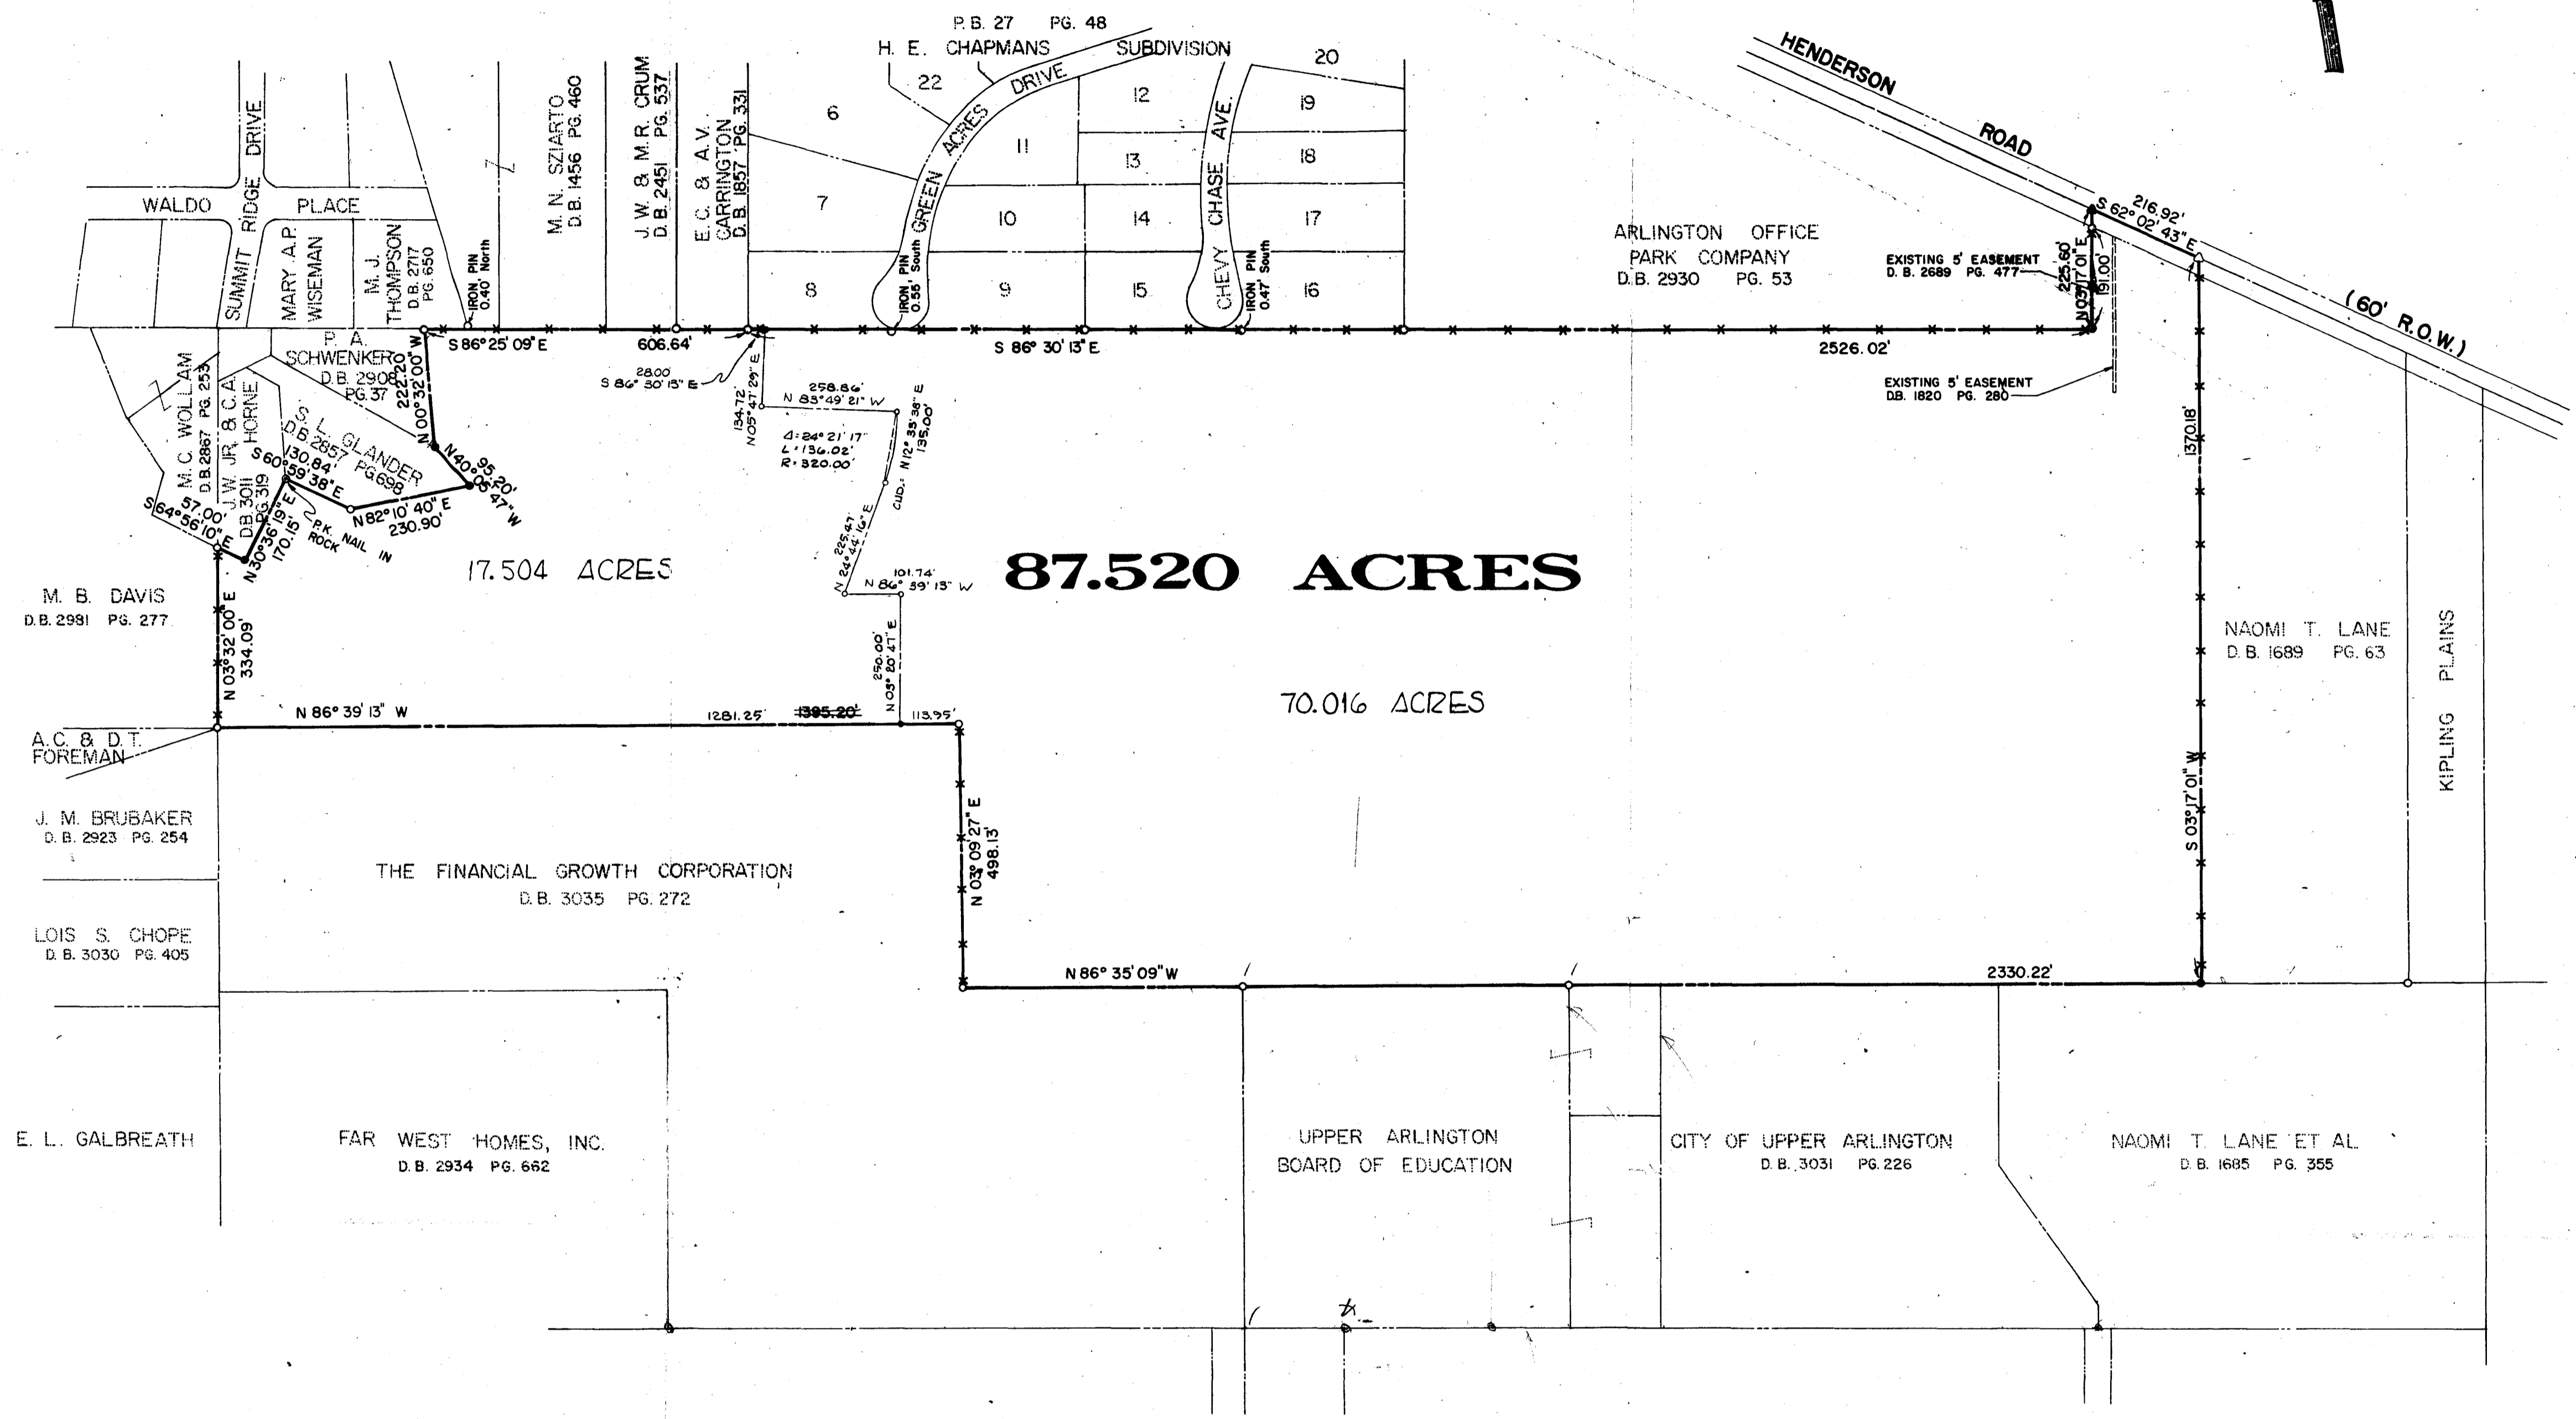 P. B. 27 PG. 48
H. E. CHAPMANS SUBDIVISION
HENDERSON
ROAD
( 60' R.O.W.)
20
22
6
12
19
11
13
18
7
10
14
17
8
9
15
16
GREEN ACRES DRIVE
CHEVY CHASE AVE.
SUMMIT RIDGE DRIVE
WALDO PLACE
MARY A.P.
WISEMAN
M. J.
THOMPSON
D.B. 2717
PG. 650
IRON PIN
0.40' North
M. N. SZIARTO
D.B. 1456 PG. 460
J. W. & M. R. CRUM
D.B. 2451 PG. 537
E.C. & A.V.
CARRINGTON
D.B. 1857 PG. 331
IRON PIN
0.55' South
IRON PIN
0.47' South
ARLINGTON OFFICE
PARK COMPANY
D.B. 2930 PG. 53
EXISTING 5' EASEMENT
D. B. 2689 PG. 477
EXISTING 5' EASEMENT
D.B. 1820 PG. 280
216.92'
S 62° 02' 43" E
225.60'
N 03°17'01" E
191.00'
S 86° 25' 09" E
606.64'
S 86° 30' 13" E
2526.02'
28.00'
S 86° 30' 13" E
P. A.
SCHWENKER
D.B. 2908
PG. 37
222.20'
N 00°32'00" W
M. C. WOLLAM
D.B. 2867 PG. 253
J. W. JR. & C. A.
HORNE
D.B. 3011
PG. 319
S. L. GLANDER
D.B. 2857 PG. 698
130.84'
S 60°59'38" E
95.20'
N 40°05'47" W
N 82° 10' 40" E
230.90'
57.00'
S 64°56'10" E
N 30°36'19" E
170.15'
P.K. NAIL IN
ROCK
134.72'
N 05° 47' 29" E
258.86'
N 83° 49' 21" W
Δ = 24° 21' 17"
L = 136.02'
R = 320.00'
CHD. = N 12° 33' 38" E
135.00'
225.47'
N 24° 44' 16" E
101.74'
N 86° 39' 13" W
250.00'
N 03° 20' 47" E
17.504 ACRES
87.520 ACRES
70.016 ACRES
1370.18'
S 03°17'01" W
NAOMI T. LANE
D. B. 1689 PG. 63
KIPLING PLAINS
M. B. DAVIS
D.B. 2981 PG. 277
N 03° 32' 00" E
334.09'
N 86° 39' 13" W
1281.25'
1395.20'
113.95'
A.C. & D.T.
FOREMAN
J. M. BRUBAKER
D. B. 2923 PG. 254
THE FINANCIAL GROWTH CORPORATION
D.B. 3035 PG. 272
N 03° 09' 27" E
498.13'
LOIS S. CHOPE
D. B. 3030 PG. 405
N 86° 35' 09" W
2330.22'
E. L. GALBREATH
FAR WEST HOMES, INC.
D.B. 2934 PG. 662
UPPER ARLINGTON
BOARD OF EDUCATION
CITY OF UPPER ARLINGTON
D.B. 3031 PG. 226
NAOMI T. LANE ET AL
D. B. 1685 PG. 355